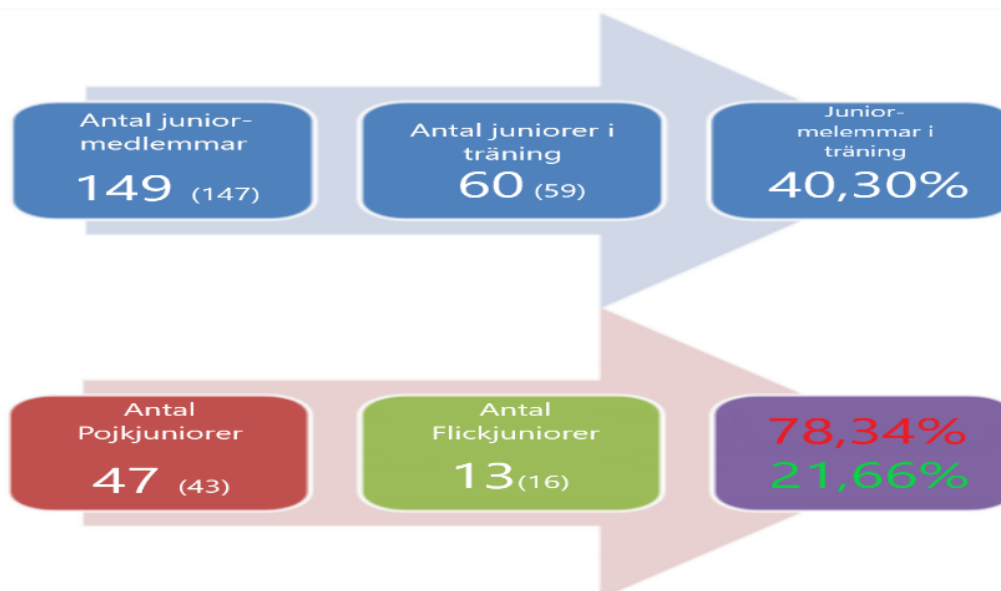 Antal junior-
medlemmar
149 (147)
Antal juniorer i
träning
60 (59)
Junior-
melemmar i
träning
40,30%
Antal
Pojkjuniorer
47 (43)
Antal
Flickjuniorer
13(16)
78,34%
21,66%